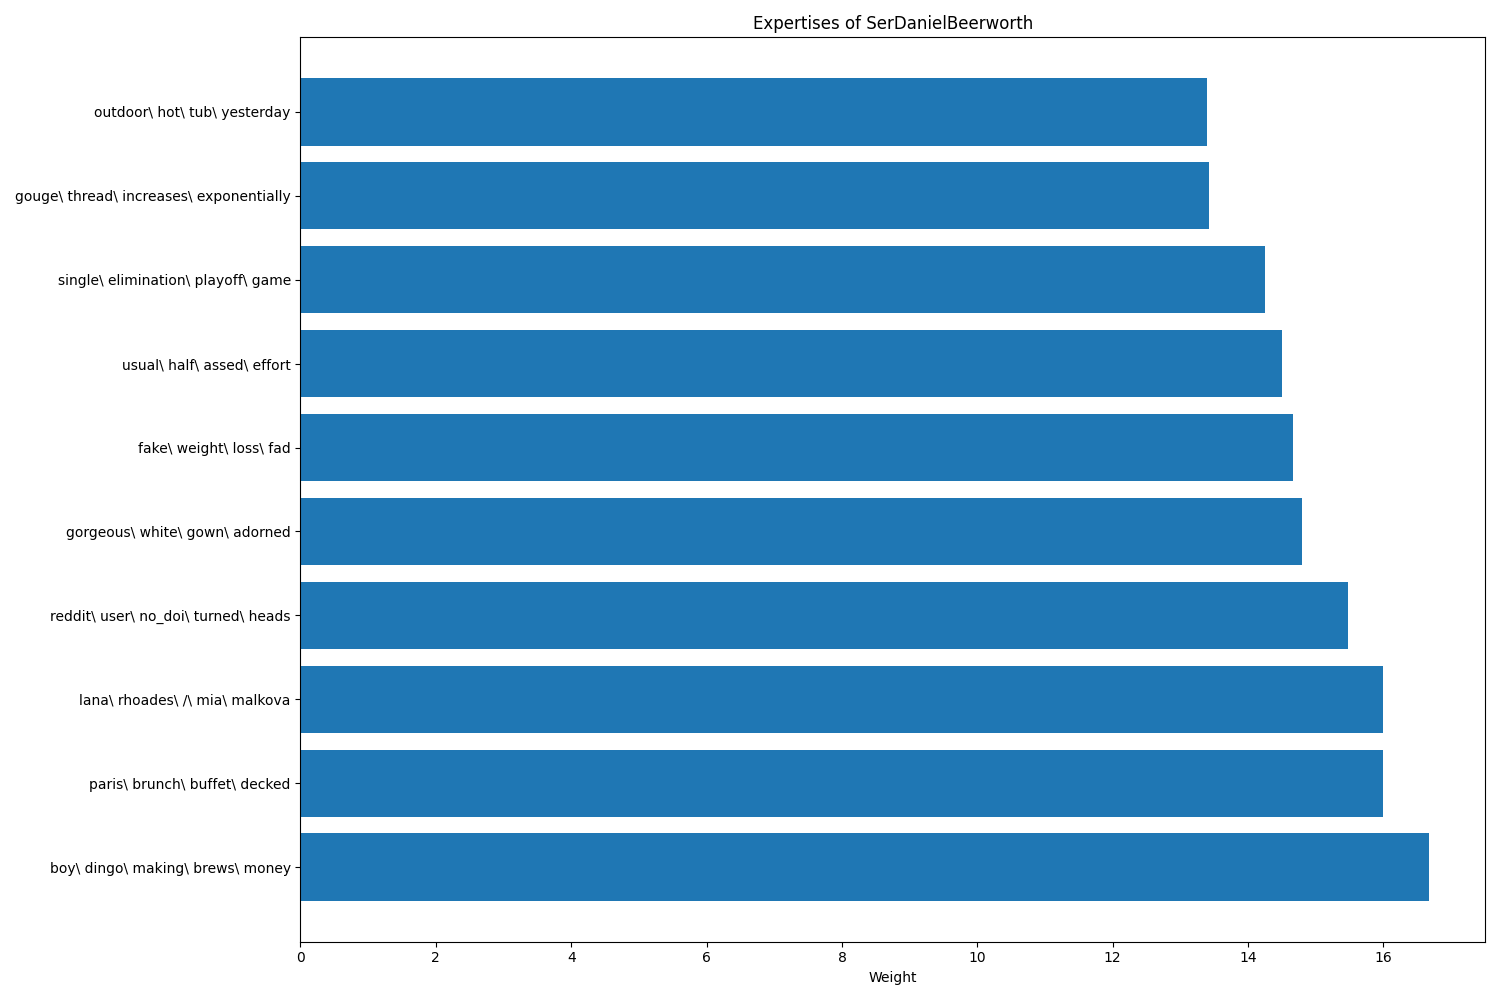 Expertises of SerDanielBeerworth
outdoor\ hot\ tub\ yesterday
gouge\ thread\ increases\ exponentially
single\ elimination\ playoff\ game
usual\ half\ assed\ effort
fake\ weight\ loss\ fad
gorgeous\ white\ gown\ adorned
reddit\ user\ no_doi\ turned\ heads
lana\ rhoades\ /\ mia\ malkova
paris\ brunch\ buffet\ decked
boy\ dingo\ making\ brews\ money
0 2 4 6 8 10 12 14 16
Weight